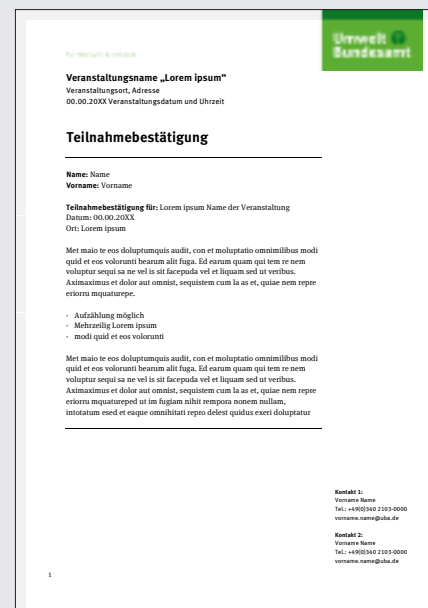 Umwelt
Bundesamt
Veranstaltungsname „Lorem ipsum“
Veranstaltungsort, Adresse
00.00.20XX Veranstaltungsdatum und Uhrzeit
Teilnahmebestätigung
Name: Name
Vorname: Vorname
Teilnahmebestätigung für: Lorem ipsum Name der Veranstaltung
Datum: 00.00.20XX
Ort: Lorem ipsum
Met maio te eos doluptumquis audit, con et moluptatio omnimilibus modi
quid et eos volorunti bearum alit fuga. Ed earum quam qui tem re nem
voluptur sequi sa ne vel is sit facepuda vel et liquam sed ut veribus.
Aximaximus et dolor aut omnist, sequistem cum la as et, quiae nem repre
eriorru mquaturepe.
- Aufzählung möglich
- Mehrzeilig Lorem ipsum
- modi quid et eos volorunti
Met maio te eos doluptumquis audit, con et moluptatio omnimilibus modi
quid et eos volorunti bearum alit fuga. Ed earum quam qui tem re nem
voluptur sequi sa ne vel is sit facepuda vel et liquam sed ut veribus.
Aximaximus et dolor aut omnist, sequistem cum la as et, quiae nem repre
eriorru mquatureped ut im fugiam nihit rempora nonem nullam,
intotatum esed et eaque omnihitati repro delest quidus exeri doluptatur
Kontakt 1:
Vorname Name
Tel.: +49(0)340 2103-0000
vorname.name@uba.de
Kontakt 2:
Vorname Name
Tel.: +49(0)340 2103-0000
vorname.name@uba.de
1